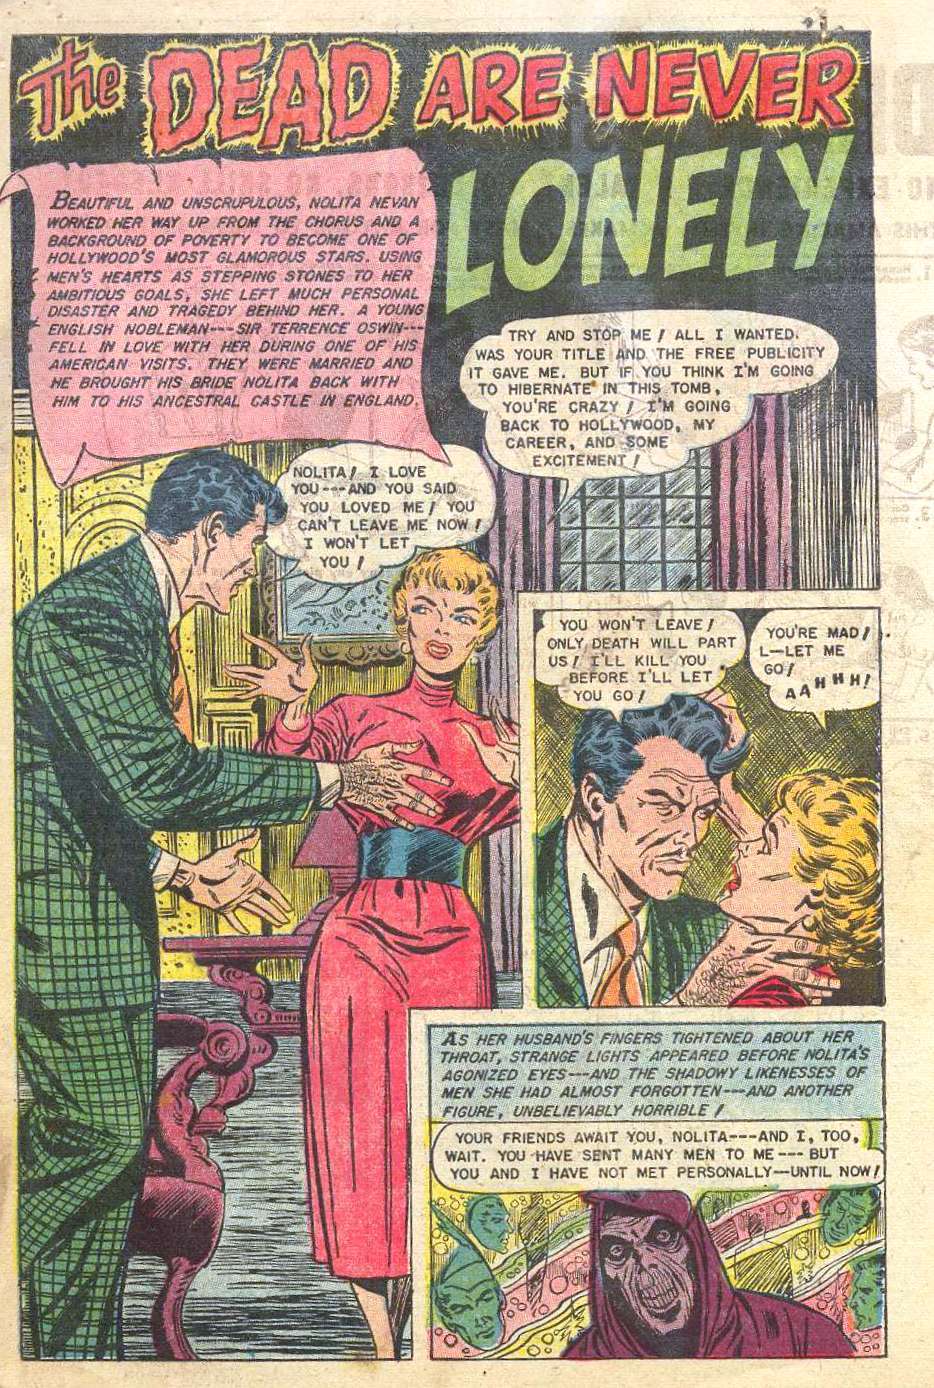 The DEAD ARE NEVER
LONELY
BEAUTIFUL AND UNSCRUPULOUS, NOLITA NEVAN
WORKED HER WAY UP FROM THE CHORUS AND A
BACKGROUND OF POVERTY TO BECOME ONE OF
HOLLYWOOD'S MOST GLAMOROUS STARS. USING
MEN'S HEARTS AS STEPPING STONES TO HER
AMBITIOUS GOALS, SHE LEFT MUCH PERSONAL
DISASTER AND TRAGEDY BEHIND HER. A YOUNG
ENGLISH NOBLEMAN---SIR TERRENCE OSWIN---
FELL IN LOVE WITH HER DURING ONE OF HIS
AMERICAN VISITS. THEY WERE MARRIED AND
HE BROUGHT HIS BRIDE NOLITA BACK WITH
HIM TO HIS ANCESTRAL CASTLE IN ENGLAND.
NOLITA! I LOVE
YOU---AND YOU SAID
YOU LOVED ME! YOU
CAN'T LEAVE ME NOW!
I WON'T LET
YOU!
TRY AND STOP ME! ALL I WANTED
WAS YOUR TITLE AND THE FREE PUBLICITY
IT GAVE ME. BUT IF YOU THINK I'M GOING
TO HIBERNATE IN THIS TOMB,
YOU'RE CRAZY! I'M GOING
BACK TO HOLLYWOOD, MY
CAREER, AND SOME
EXCITEMENT!
YOU WON'T LEAVE!
ONLY DEATH WILL PART
US! I'LL KILL YOU
BEFORE I'LL LET
YOU GO!
YOU'RE MAD!
L--LET ME
GO!
AAHHH!
AS HER HUSBAND'S FINGERS TIGHTENED ABOUT HER
THROAT, STRANGE LIGHTS APPEARED BEFORE NOLITA'S
AGONIZED EYES---AND THE SHADOWY LIKENESSES OF
MEN SHE HAD ALMOST FORGOTTEN---AND ANOTHER
FIGURE, UNBELIEVABLY HORRIBLE!
YOUR FRIENDS AWAIT YOU, NOLITA---AND I, TOO,
WAIT. YOU HAVE SENT MANY MEN TO ME--- BUT
YOU AND I HAVE NOT MET PERSONALLY--UNTIL NOW!